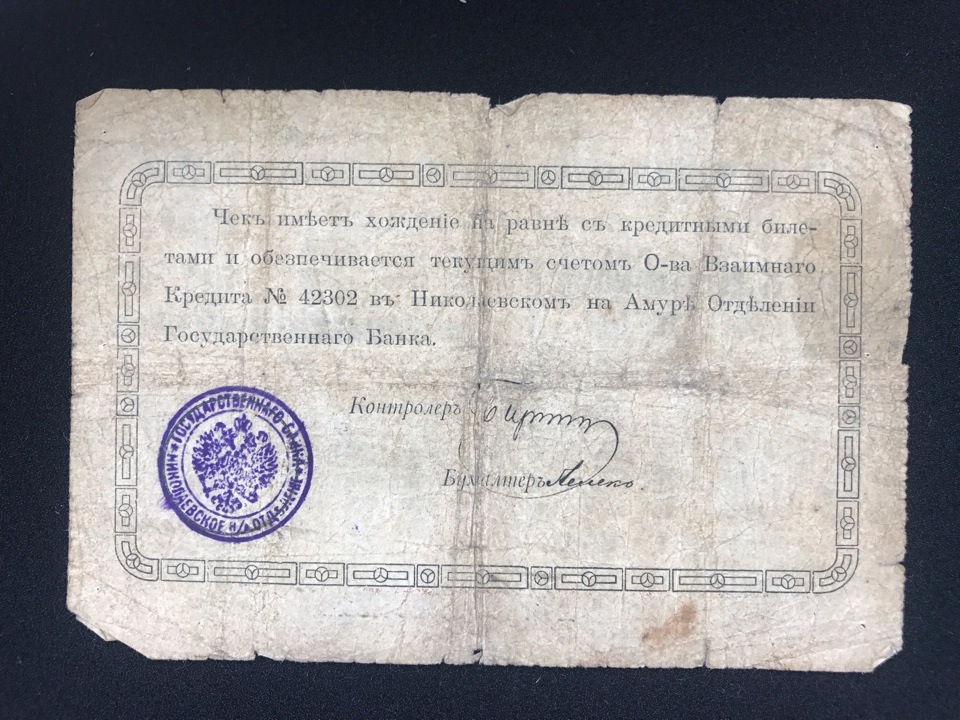 Чекъ имѣетъ хожденіе на равнѣ съ кредитными биле-
тами и обезпечивается текущимъ счетомъ О-ва Взаимнаго
Кредита № 42302 въ Николаевскомъ на Амурѣ Отдѣленіи
Государственнаго Банка.
Контролеръ
Бухалтеръ
НИКОЛАЕВСКОЕ Н/А ОТДѢЛЕНІЕ ГОСУДАРСТВЕННАГО БАНКА